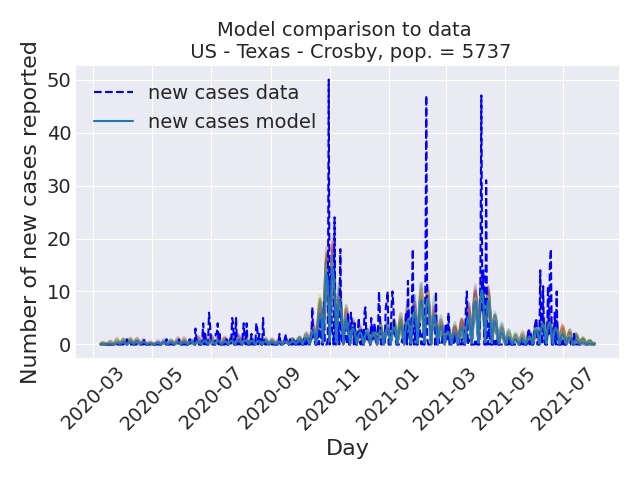 Model comparison to data
US - Texas - Crosby, pop. = 5737
Number of new cases reported
50
40
30
20
10
0
new cases data
new cases model
2020-03
2020-05
2020-07
2020-09
2020-11
2021-01
2021-03
2021-05
2021-07
Day